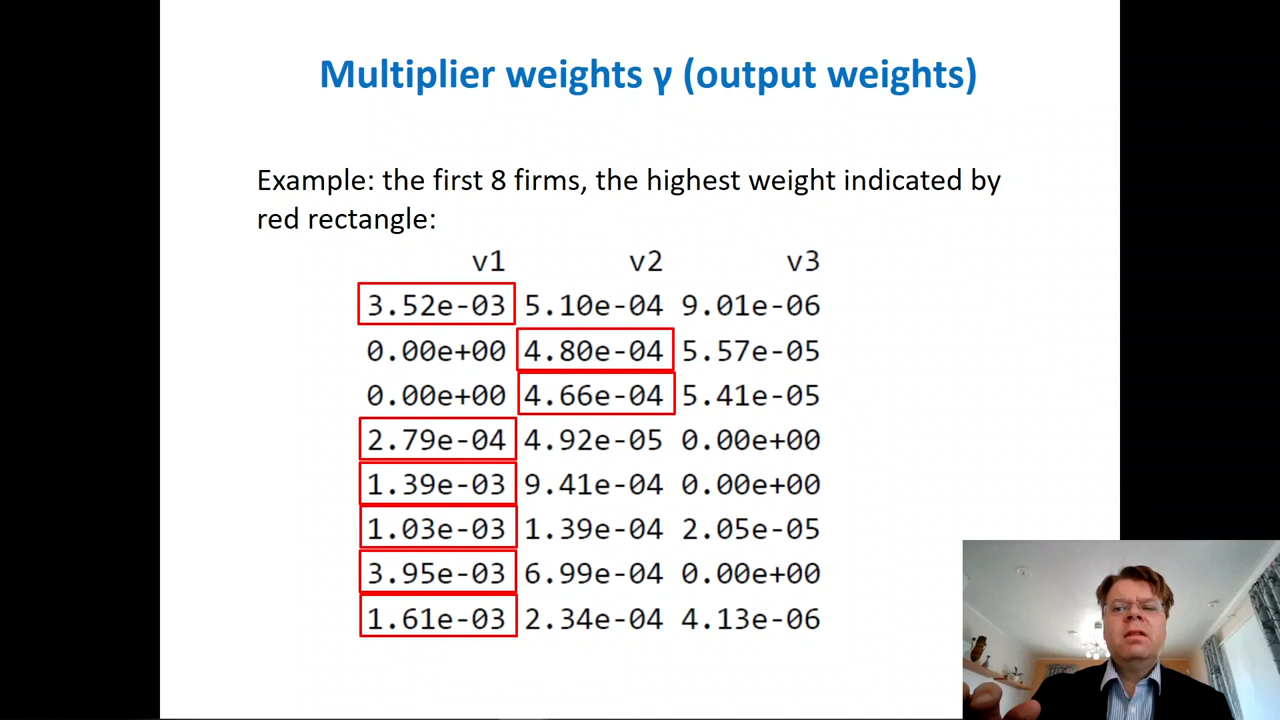 Multiplier weights γ (output weights)
Example: the first 8 firms, the highest weight indicated by
red rectangle:
v1 v2 v3
3.52e-03 5.10e-04 9.01e-06
0.00e+00 4.80e-04 5.57e-05
0.00e+00 4.66e-04 5.41e-05
2.79e-04 4.92e-05 0.00e+00
1.39e-03 9.41e-04 0.00e+00
1.03e-03 1.39e-04 2.05e-05
3.95e-03 6.99e-04 0.00e+00
1.61e-03 2.34e-04 4.13e-06